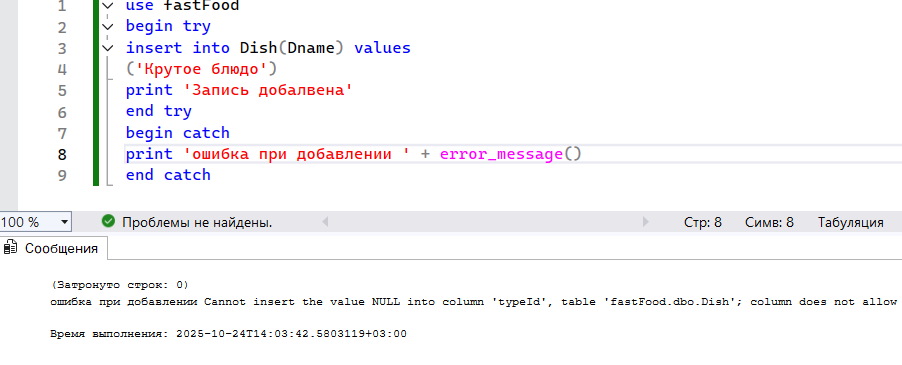 1 use fastFood
2 begin try
3 insert into Dish(Dname) values
4 ('Крутое блюдо')
5 print 'Запись добалвена'
6 end try
7 begin catch
8 print 'ошибка при добавлении ' + error_message()
9 end catch
100 % Проблемы не найдены. Стр: 8 Симв: 8 Табуляция
Сообщения
(Затронуто строк: 0)
ошибка при добавлении Cannot insert the value NULL into column 'typeId', table 'fastFood.dbo.Dish'; column does not allow
Время выполнения: 2025-10-24T14:03:42.5803119+03:00